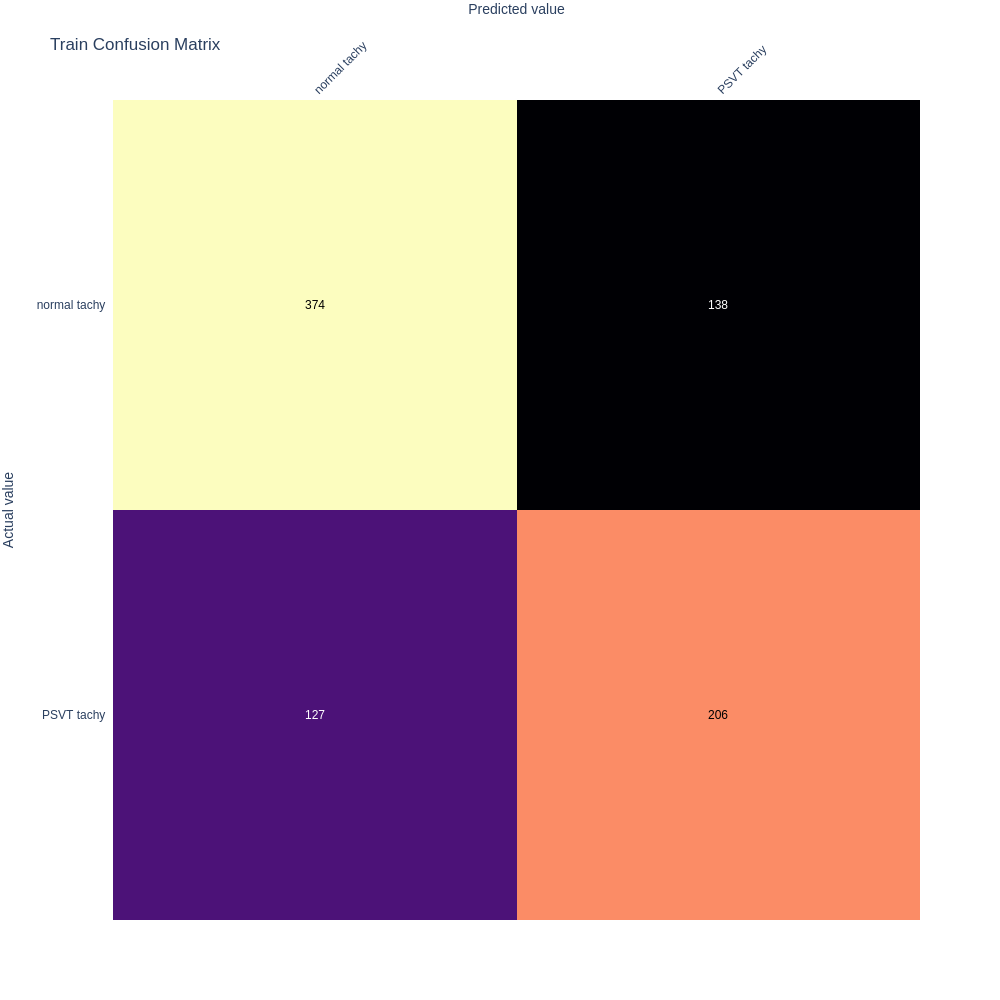 Predicted value
Train Confusion Matrix
normal tachy
PSVT tachy
normal tachy
374
138
Actual value
PSVT tachy
127
206